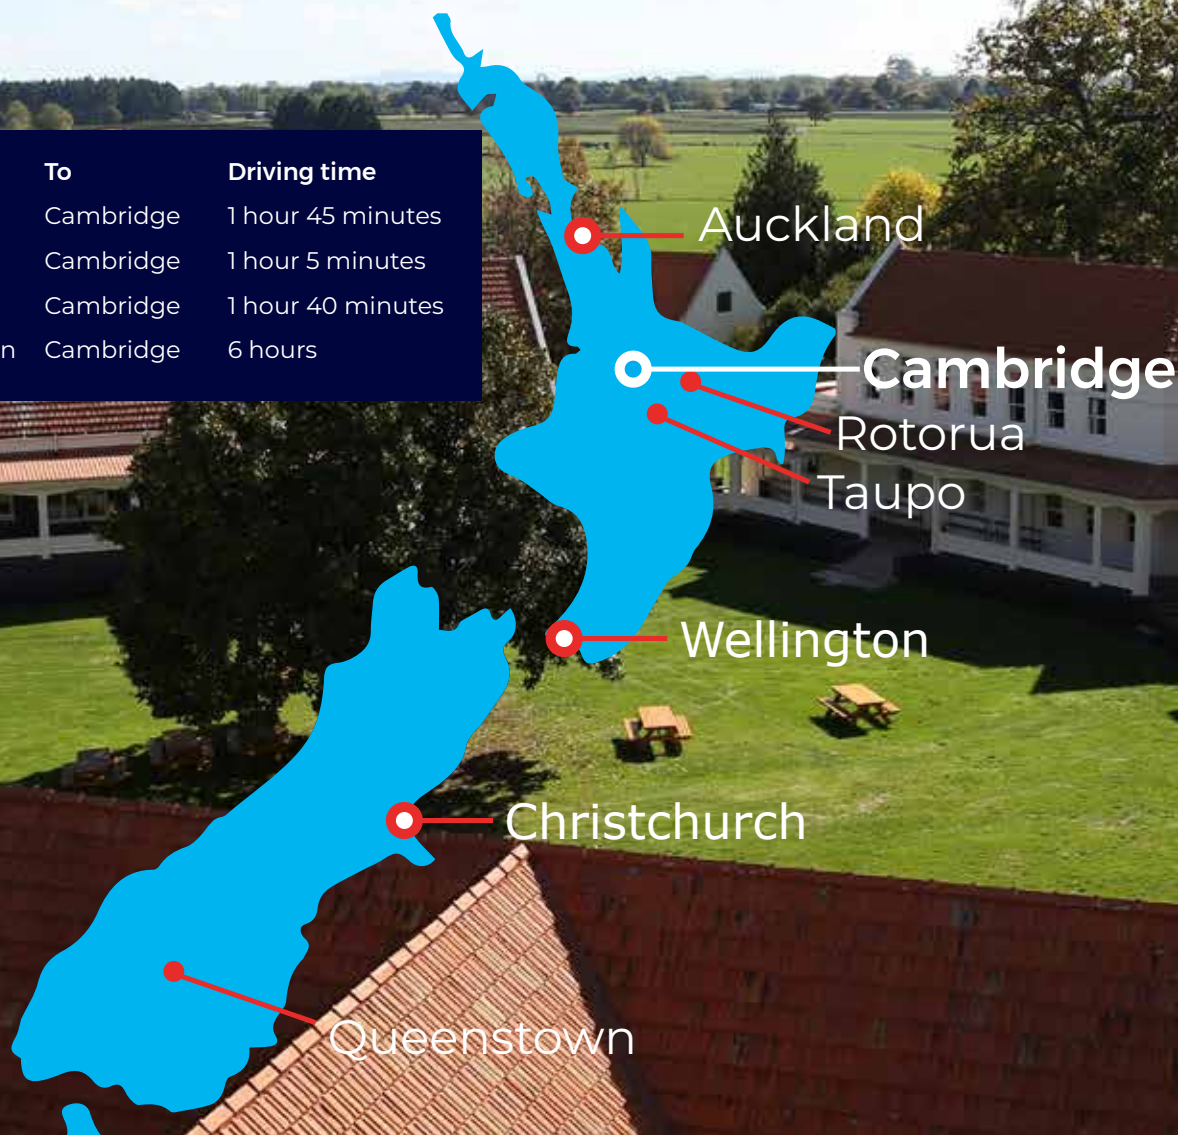 To Driving time
Cambridge 1 hour 45 minutes
Cambridge 1 hour 5 minutes
Cambridge 1 hour 40 minutes
n Cambridge 6 hours
Auckland
Cambridge
Rotorua
Taupo
Wellington
Christchurch
Queenstown